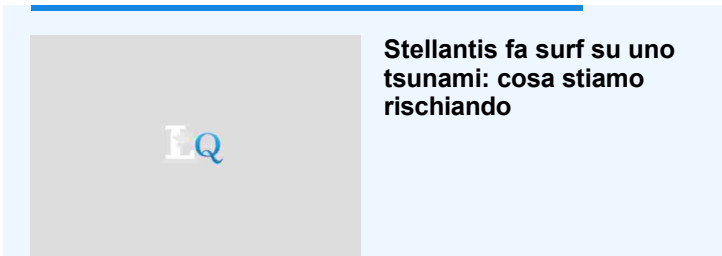 LQ
Stellantis fa surf su uno
tsunami: cosa stiamo
rischiando